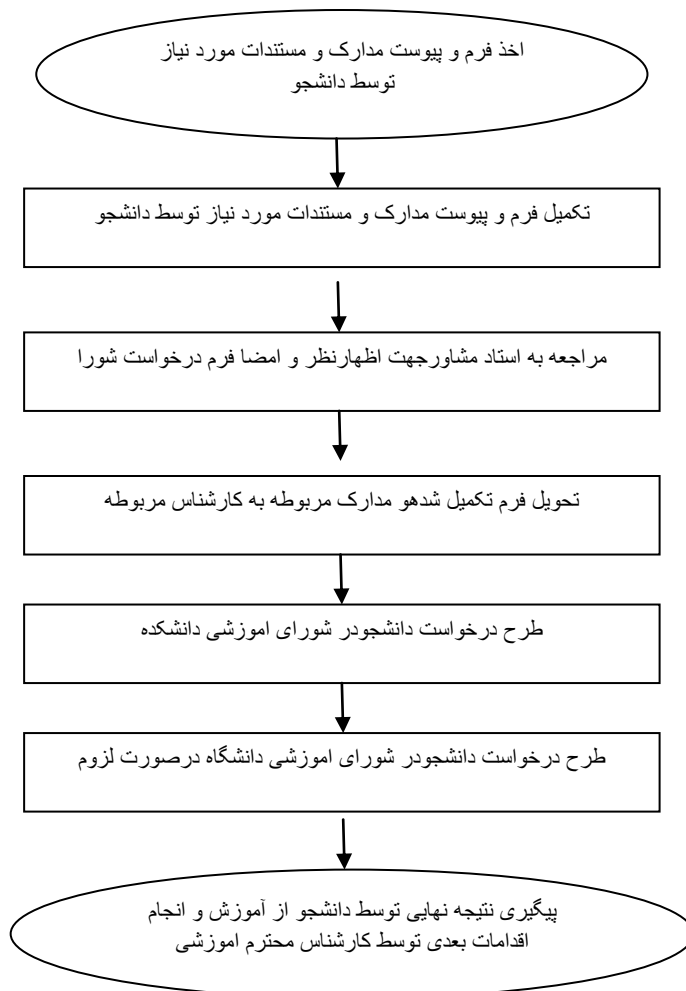 اخذ فرم و پیوست مدارک و مستندات مورد نیاز
توسط دانشجو
تکمیل فرم و پیوست مدارک و مستندات مورد نیاز توسط دانشجو
مراجعه به استاد مشاورجهت اظهارنظر و امضا فرم درخواست شورا
تحویل فرم تکمیل شدهو مدارک مربوطه به کارشناس مربوطه
طرح درخواست دانشجودر شورای اموزشی دانشکده
طرح درخواست دانشجودر شورای اموزشی دانشگاه درصورت لزوم
پیگیری نتیجه نهایی توسط دانشجو از آموزش و انجام
اقدامات بعدی توسط کارشناس محترم اموزشی